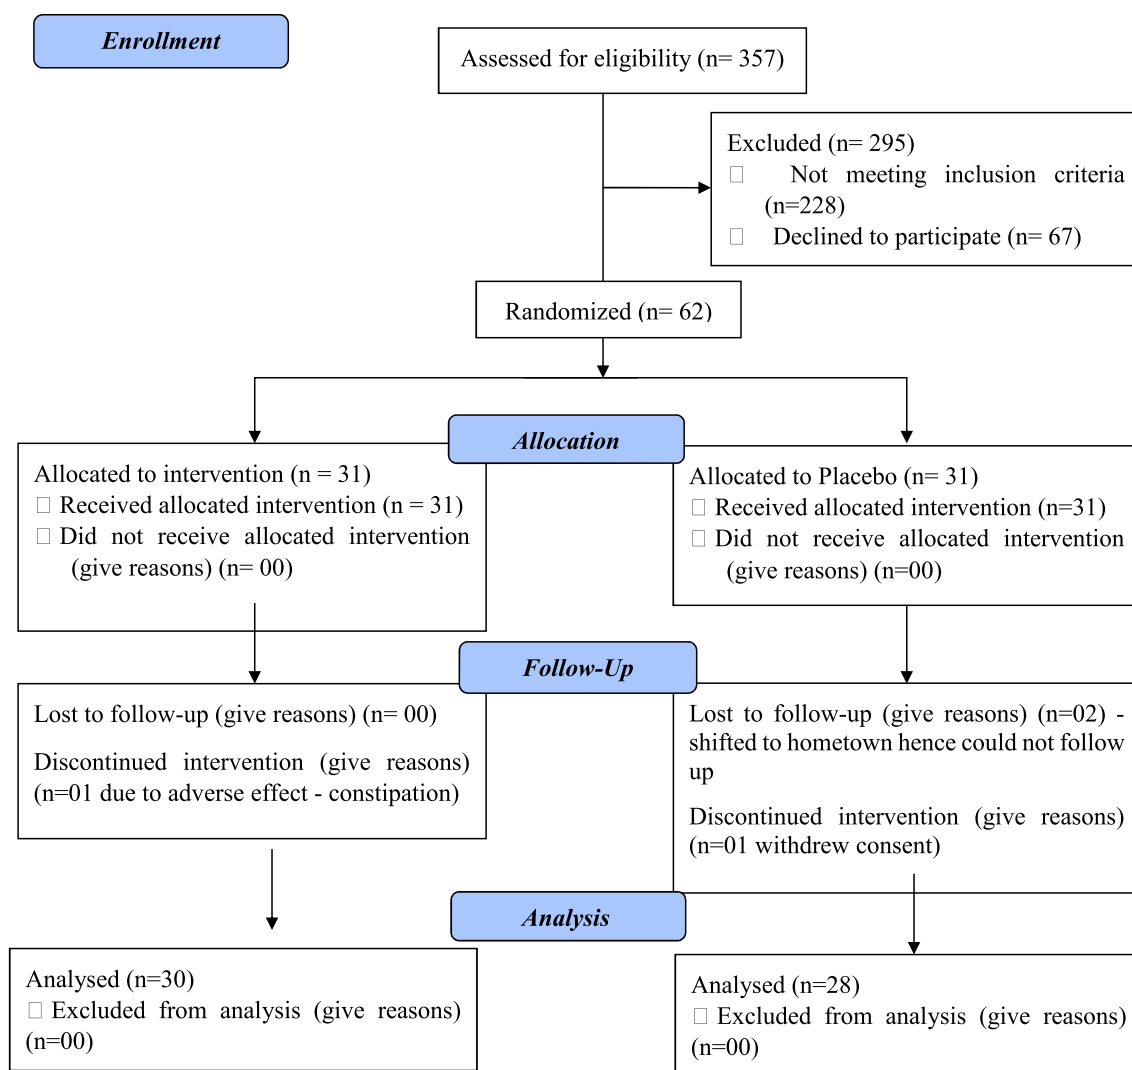 Enrollment
Assessed for eligibility (n= 357)
Excluded (n= 295)
□ Not meeting inclusion criteria
(n=228)
□ Declined to participate (n= 67)
Randomized (n= 62)
Allocation
Allocated to intervention (n = 31)
□ Received allocated intervention (n = 31)
□ Did not receive allocated intervention
(give reasons) (n= 00)
Allocated to Placebo (n= 31)
□ Received allocated intervention (n=31)
□ Did not receive allocated intervention
(give reasons) (n=00)
Follow-Up
Lost to follow-up (give reasons) (n= 00)
Discontinued intervention (give reasons)
(n=01 due to adverse effect - constipation)
Lost to follow-up (give reasons) (n=02) -
shifted to hometown hence could not follow
up
Discontinued intervention (give reasons)
(n=01 withdrew consent)
Analysis
Analysed (n=30)
□ Excluded from analysis (give reasons)
(n=00)
Analysed (n=28)
□ Excluded from analysis (give reasons)
(n=00)